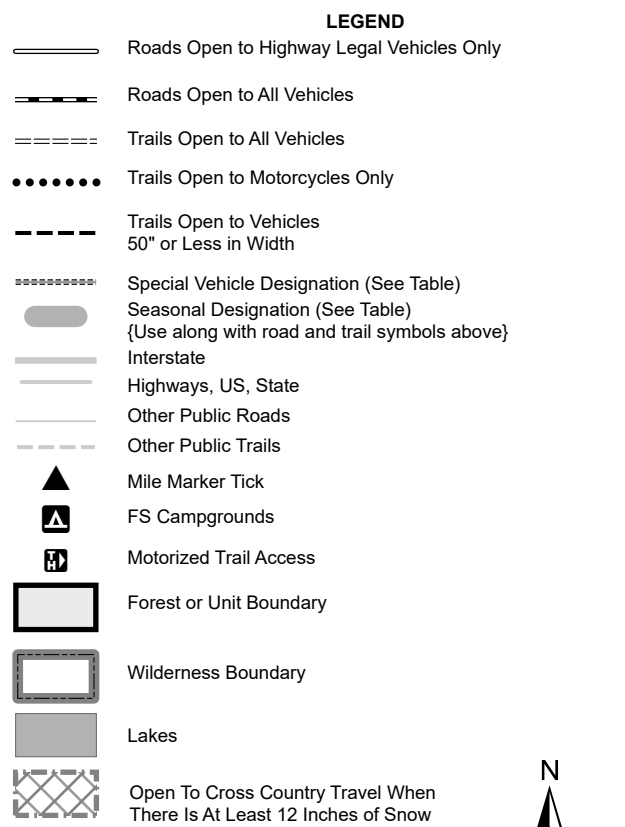 LEGEND
Roads Open to Highway Legal Vehicles Only
Roads Open to All Vehicles
Trails Open to All Vehicles
Trails Open to Motorcycles Only
Trails Open to Vehicles
50" or Less in Width
Special Vehicle Designation (See Table)
Seasonal Designation (See Table)
{Use along with road and trail symbols above}
Interstate
Highways, US, State
Other Public Roads
Other Public Trails
Mile Marker Tick
FS Campgrounds
TH
Motorized Trail Access
Forest or Unit Boundary
Wilderness Boundary
Lakes
Open To Cross Country Travel When
There Is At Least 12 Inches of Snow
N